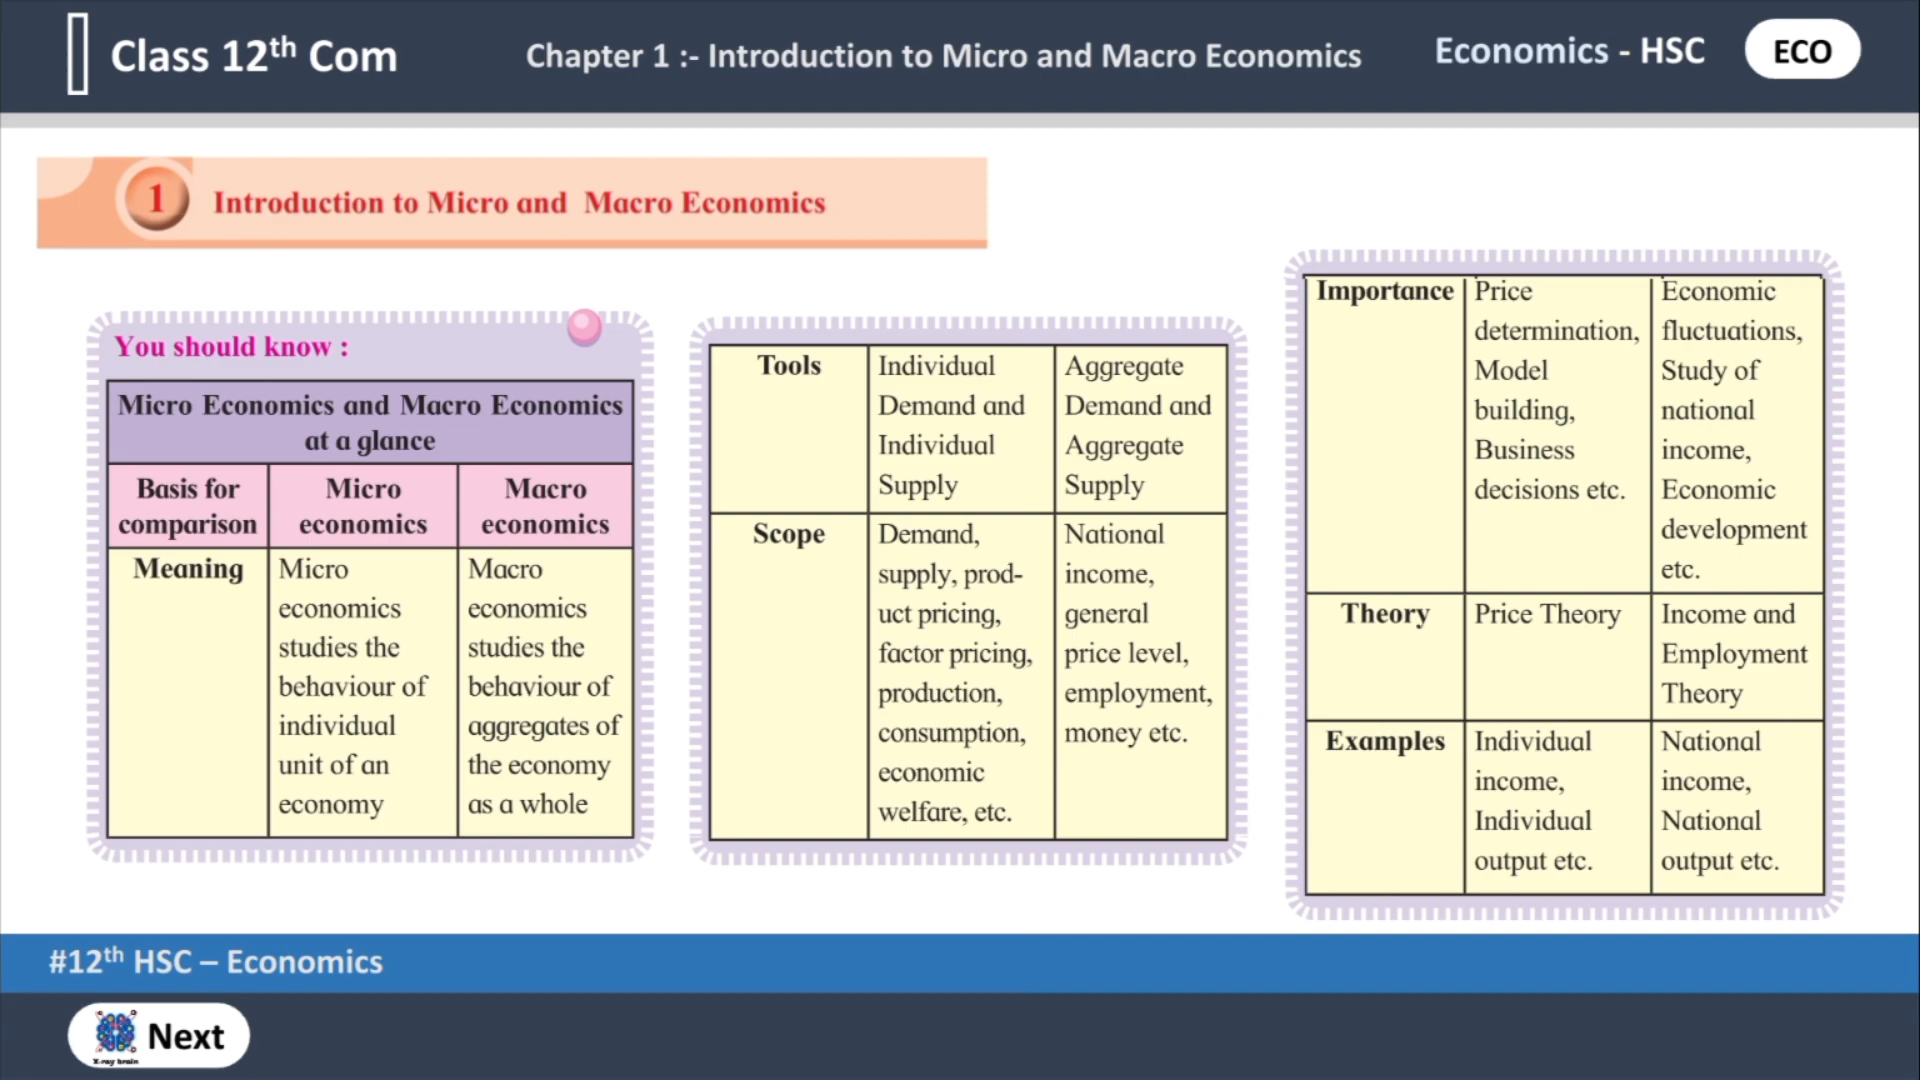 Class 12th Com
Chapter 1 :- Introduction to Micro and Macro Economics
Economics - HSC
ECO
1
Introduction to Micro and Macro Economics
You should know :
Micro Economics and Macro Economics
at a glance
Basis for
comparison
Micro
economics
Macro
economics
Meaning
Micro
economics
studies the
behaviour of
individual
unit of an
economy
Macro
economics
studies the
behaviour of
aggregates of
the economy
as a whole
Tools
Individual
Demand and
Individual
Supply
Aggregate
Demand and
Aggregate
Supply
Scope
Demand,
supply, prod-
uct pricing,
factor pricing,
production,
consumption,
economic
welfare, etc.
National
income,
general
price level,
employment,
money etc.
Importance
Price
determination,
Model
building,
Business
decisions etc.
Economic
fluctuations,
Study of
national
income,
Economic
development
etc.
Theory
Price Theory
Income and
Employment
Theory
Examples
Individual
income,
Individual
output etc.
National
income,
National
output etc.
#12th HSC – Economics
X-ray brain
Next